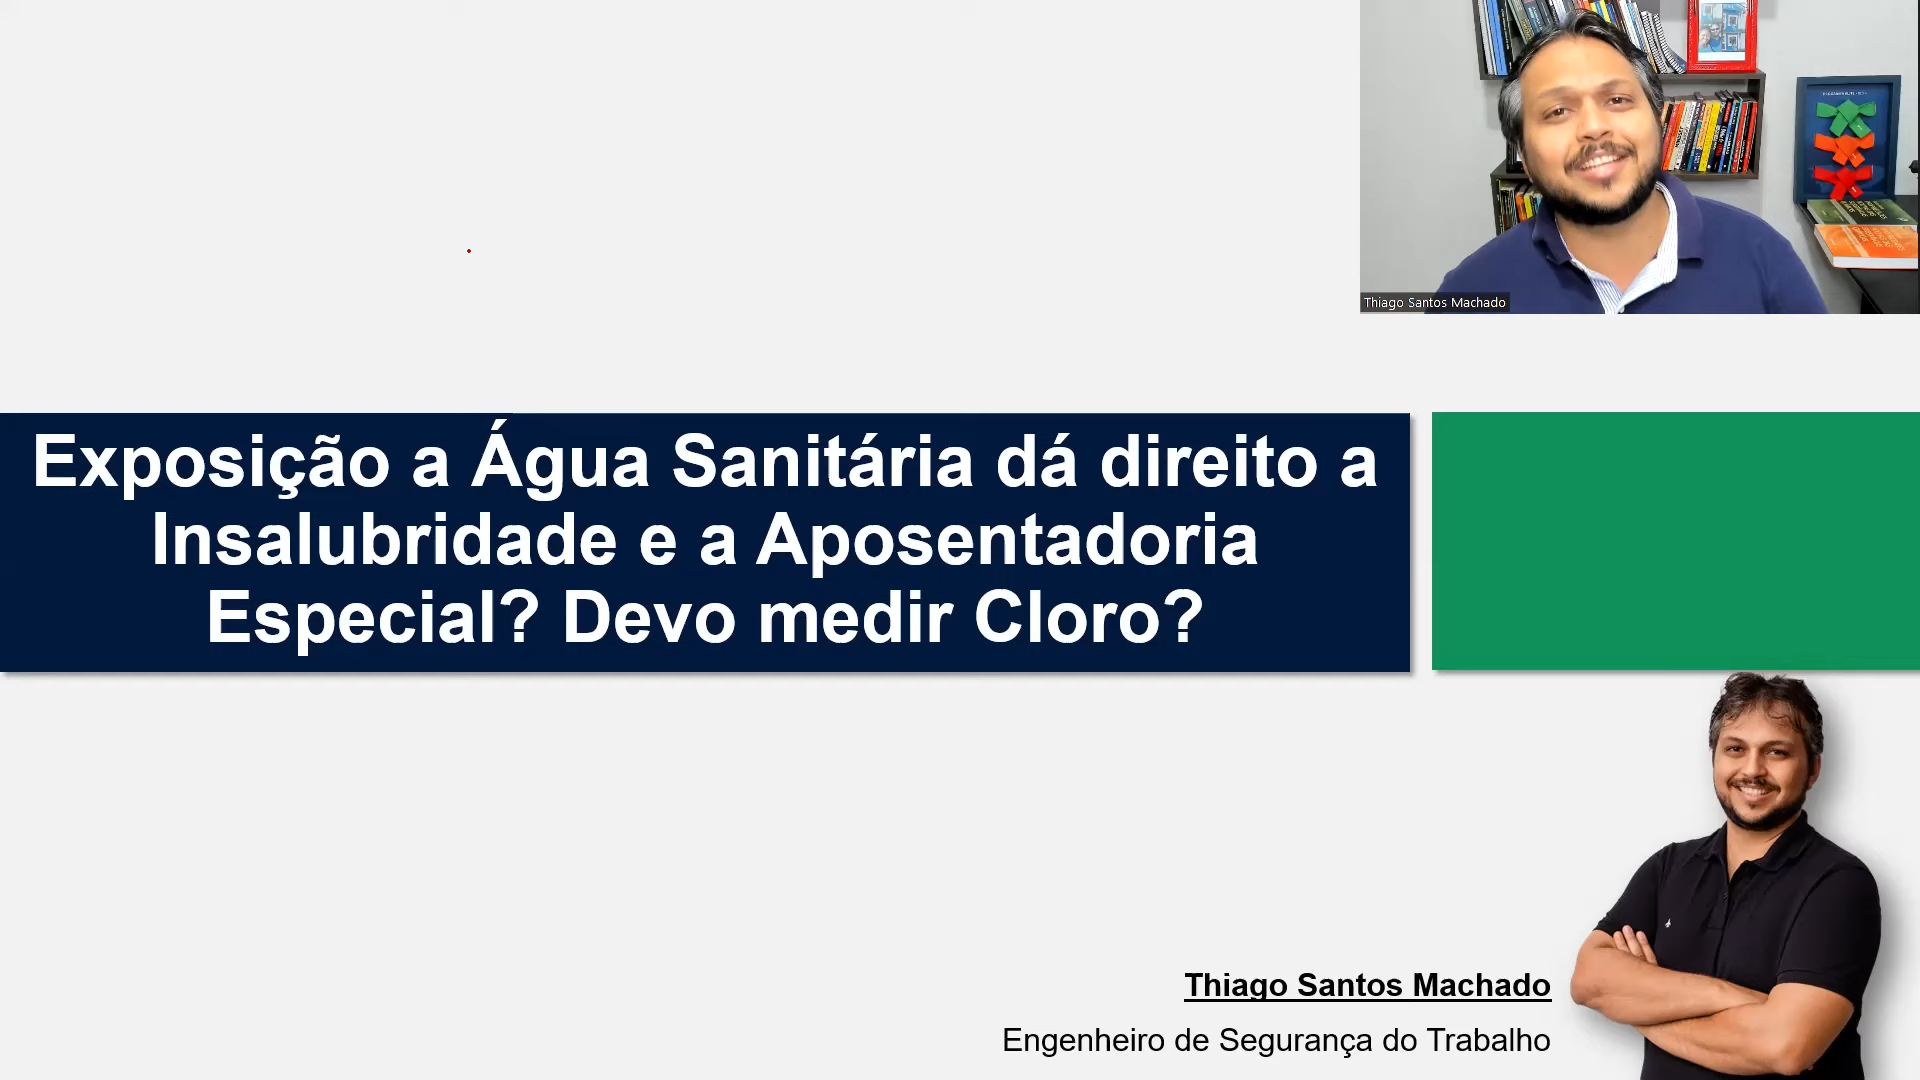 Thiago Santos Machado
Exposição a Água Sanitária dá direito a
Insalubridade e a Aposentadoria
Especial? Devo medir Cloro?
Thiago Santos Machado
Engenheiro de Segurança do Trabalho